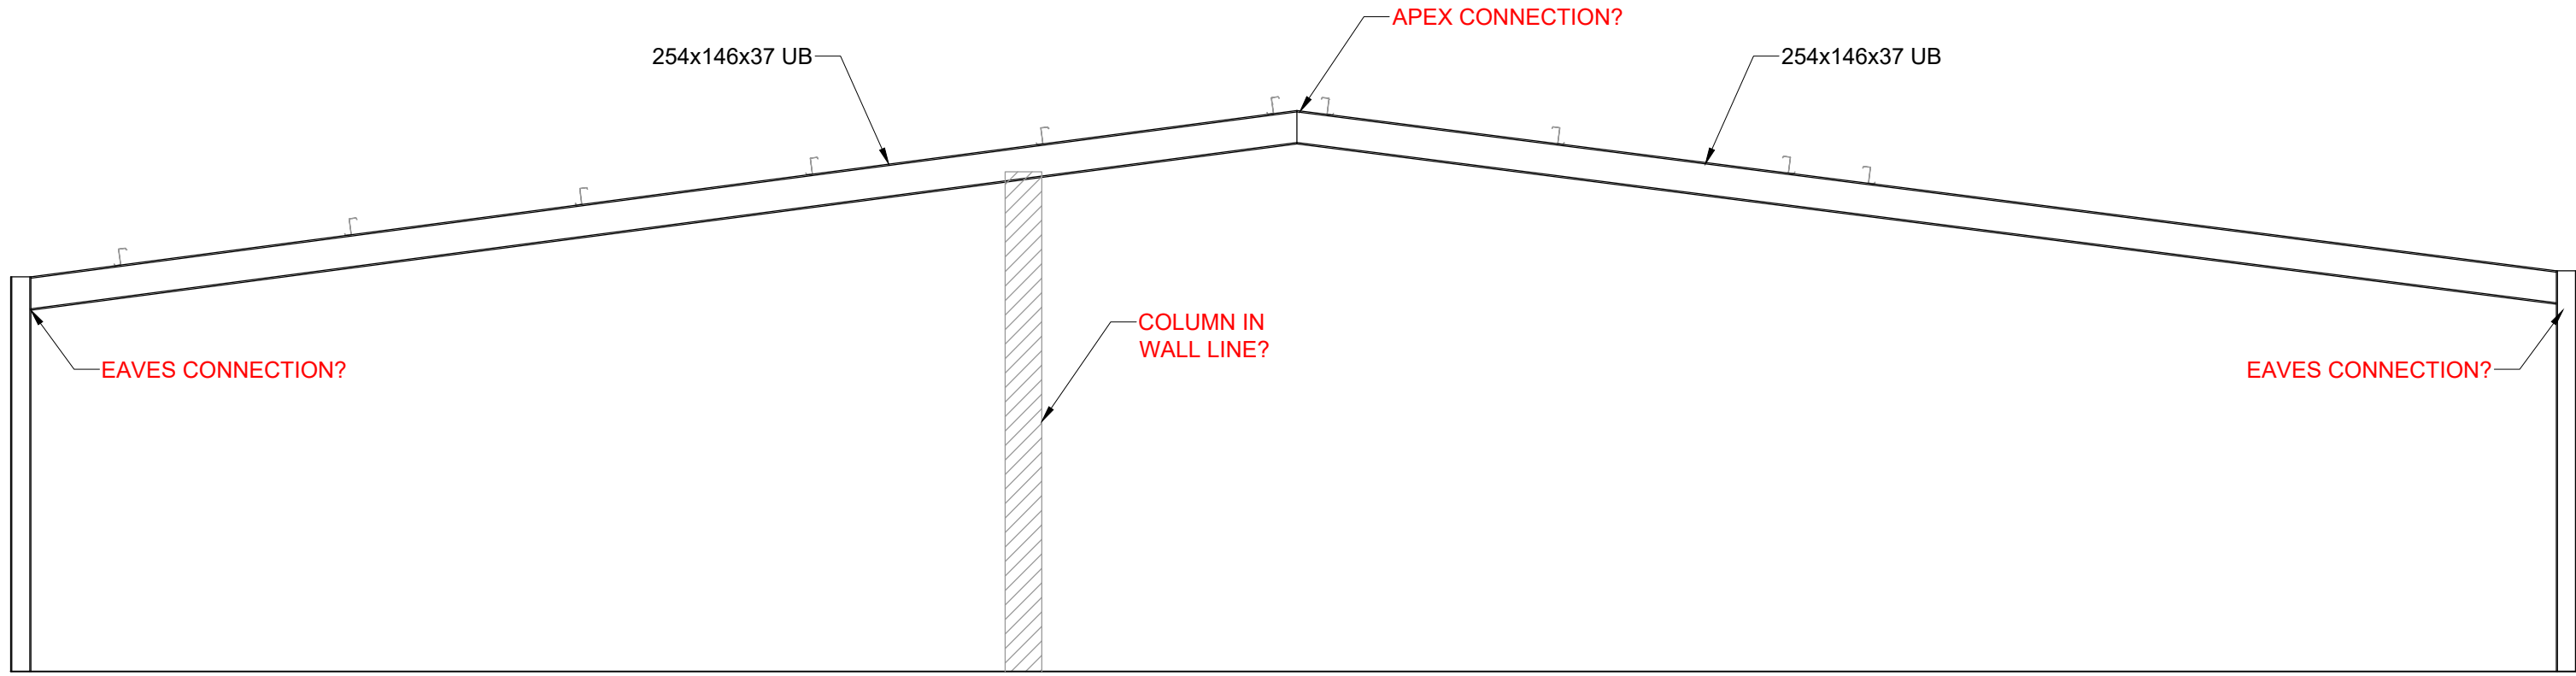 APEX CONNECTION?
254x146x37 UB
254x146x37 UB
COLUMN IN
WALL LINE?
EAVES CONNECTION?
EAVES CONNECTION?